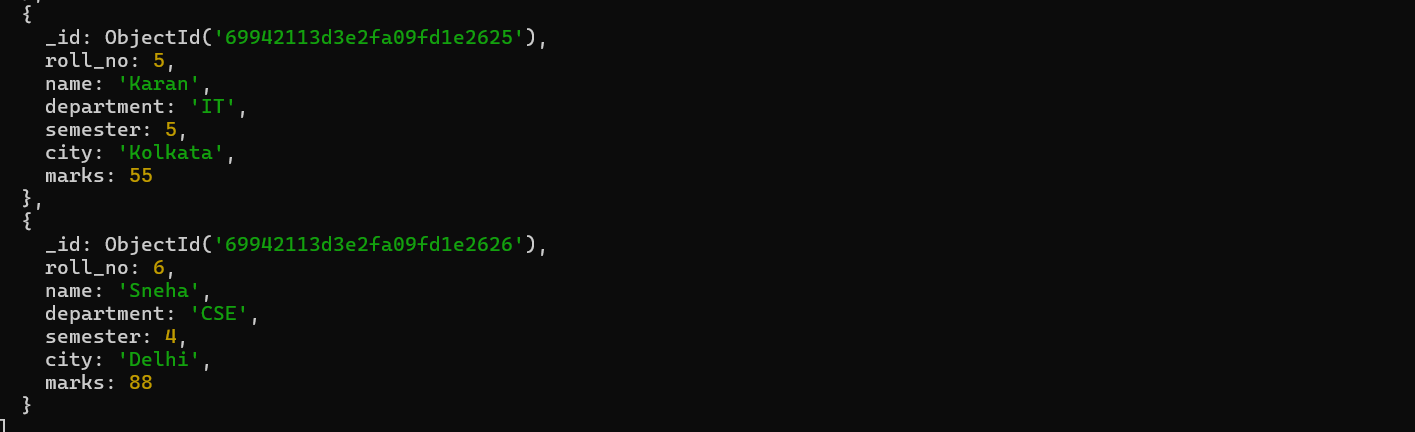 {
_id: ObjectId('69942113d3e2fa09fd1e2625'),
roll_no: 5,
name: 'Karan',
department: 'IT',
semester: 5,
city: 'Kolkata',
marks: 55
},
{
_id: ObjectId('69942113d3e2fa09fd1e2626'),
roll_no: 6,
name: 'Sneha',
department: 'CSE',
semester: 4,
city: 'Delhi',
marks: 88
}
]